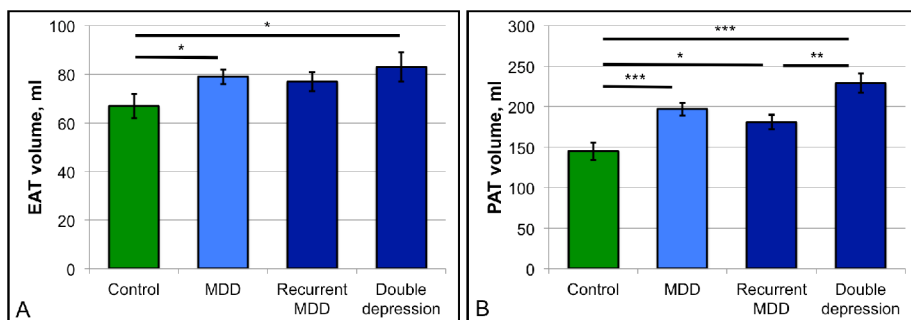 EAT volume, ml
100
80
60
40
20
0
*
*
Control
MDD
Recurrent
MDD
Double
depression
A
PAT volume, ml
300
250
200
150
100
50
0
***
*
**
***
Control
MDD
Recurrent
MDD
Double
depression
B